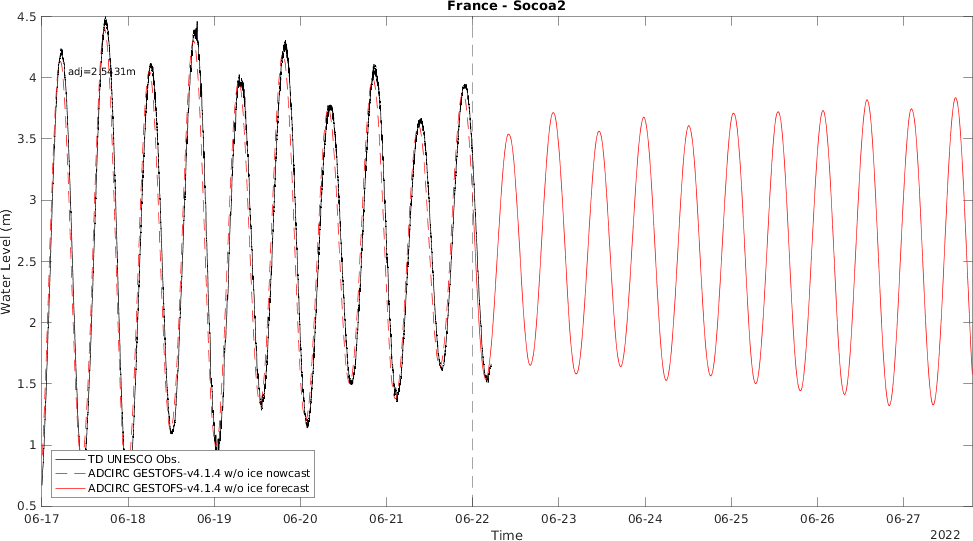 France - Socoa2
4.5
4
3.5
3
2.5
2
1.5
1
0.5
Water Level (m)
adj=2.5431m
TD UNESCO Obs.
ADCIRC GESTOFS-v4.1.4 w/o ice nowcast
ADCIRC GESTOFS-v4.1.4 w/o ice forecast
06-17 06-18 06-19 06-20 06-21 06-22 06-23 06-24 06-25 06-26 06-27
Time
2022